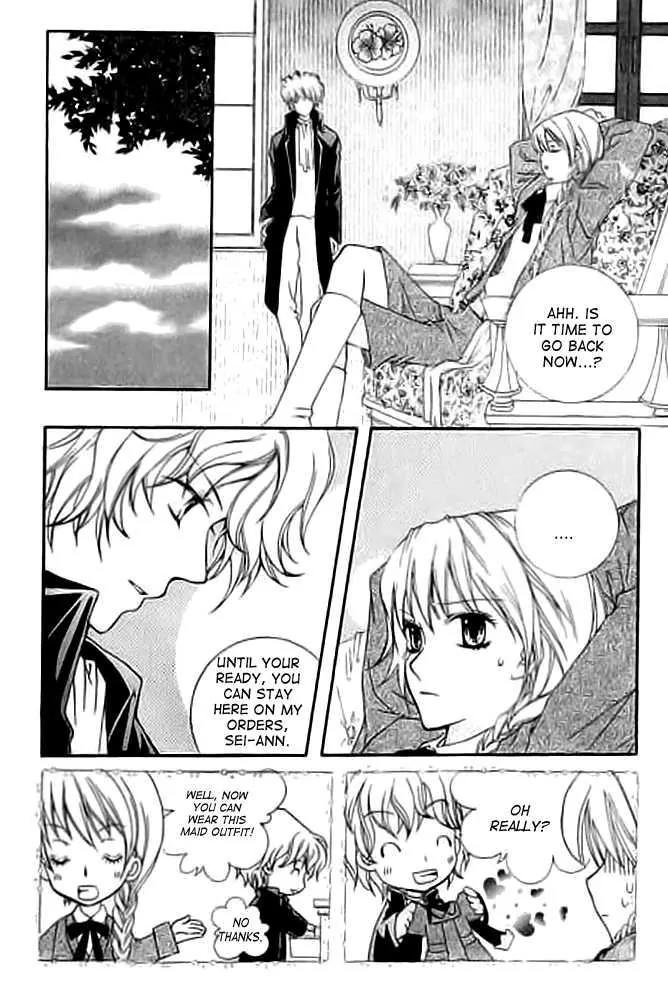 AHH. IS
IT TIME TO
GO BACK
NOW...?
....
UNTIL YOUR
READY, YOU
CAN STAY
HERE ON MY
ORDERS,
SEI-ANN.
WELL, NOW
YOU CAN
WEAR THIS
MAID OUTFIT!
NO
THANKS.
OH
REALLY?